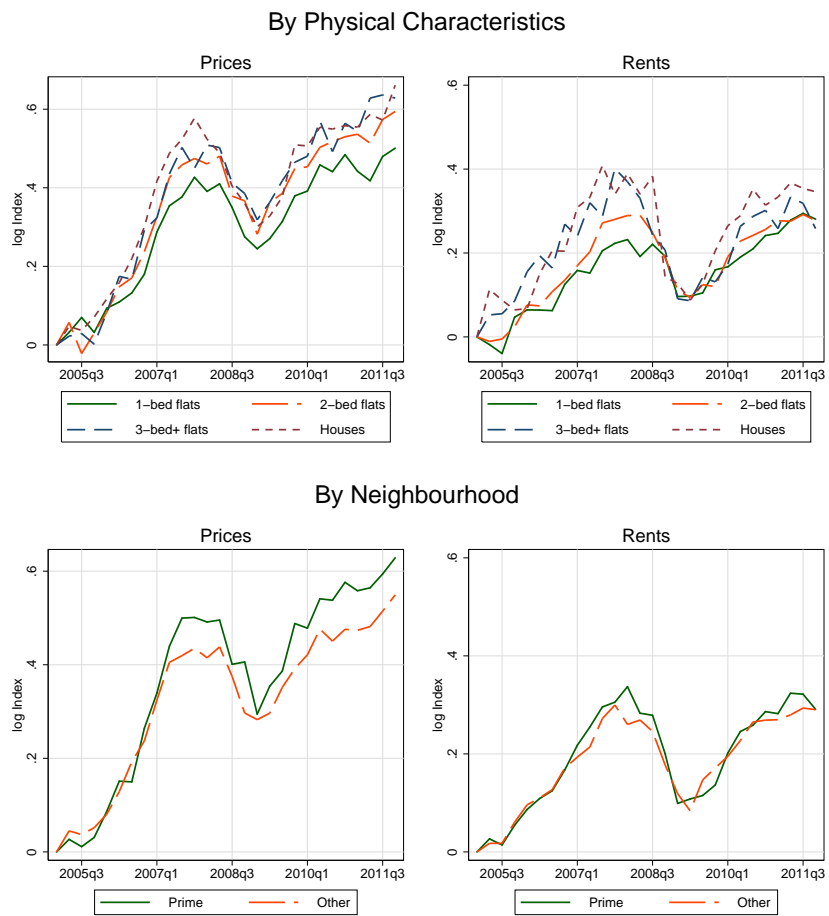 By Physical Characteristics
Prices
Rents
log Index
0
.2
.4
.6
2005q3
2007q1
2008q3
2010q1
2011q3
log Index
0
.2
.4
.6
2005q3
2007q1
2008q3
2010q1
2011q3
1−bed flats
2−bed flats
3−bed+ flats
Houses
1−bed flats
2−bed flats
3−bed+ flats
Houses
By Neighbourhood
Prices
Rents
log Index
0
.2
.4
.6
2005q3
2007q1
2008q3
2010q1
2011q3
log Index
0
.2
.4
.6
2005q3
2007q1
2008q3
2010q1
2011q3
Prime
Other
Prime
Other